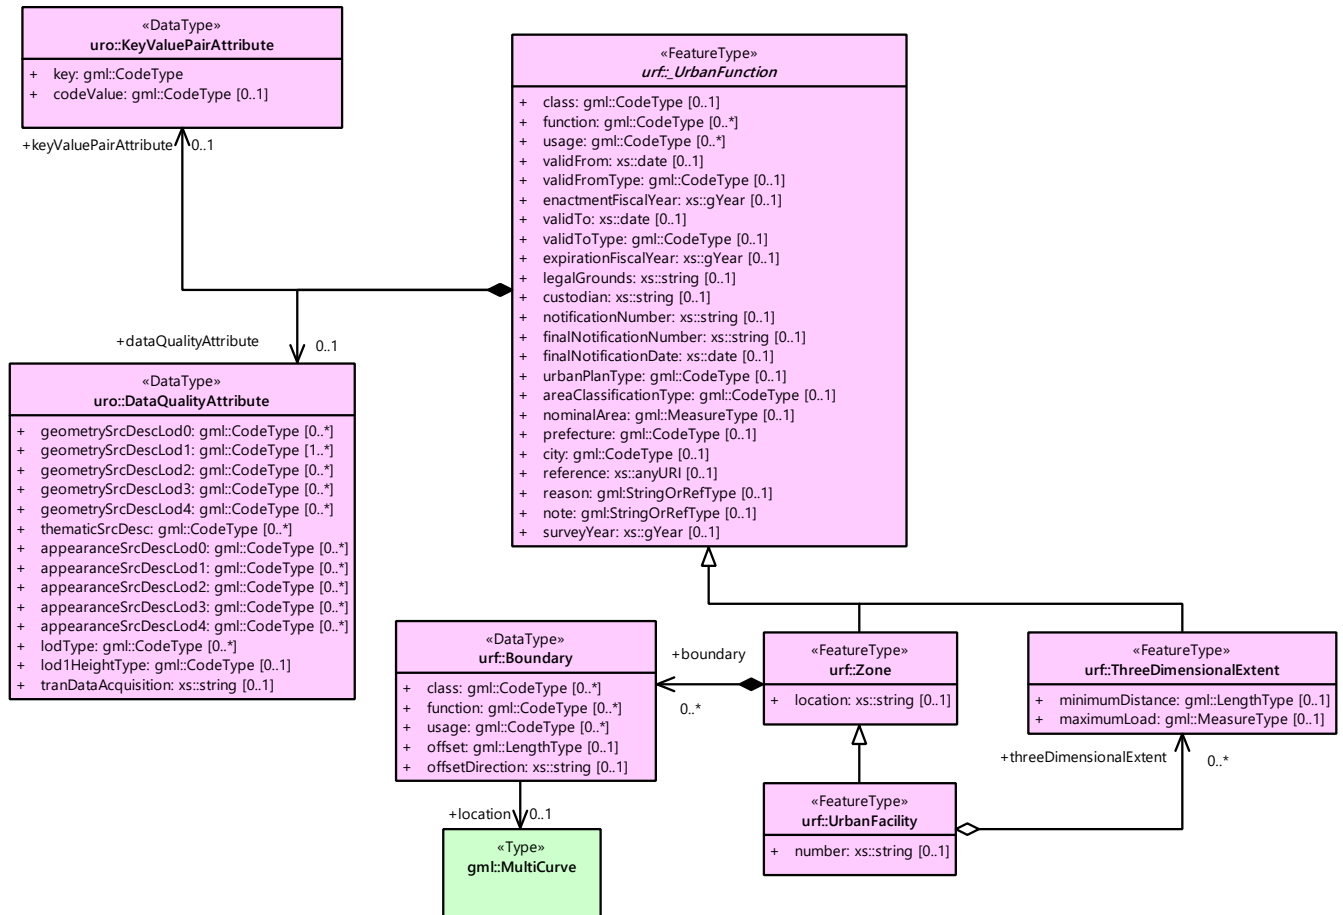 «DataType»
uro::KeyValuePairAttribute
+ key: gml::CodeType
+ codeValue: gml::CodeType [0..1]
+keyValuePairAttribute
0..1
«FeatureType»
urf::_UrbanFunction
+ class: gml::CodeType [0..1]
+ function: gml::CodeType [0..*]
+ usage: gml::CodeType [0..*]
+ validFrom: xs::date [0..1]
+ validFromType: gml::CodeType [0..1]
+ enactmentFiscalYear: xs::gYear [0..1]
+ validTo: xs::date [0..1]
+ validToType: gml::CodeType [0..1]
+ expirationFiscalYear: xs::gYear [0..1]
+ legalGrounds: xs::string [0..1]
+ custodian: xs::string [0..1]
+ notificationNumber: xs::string [0..1]
+ finalNotificationNumber: xs::string [0..1]
+ finalNotificationDate: xs::date [0..1]
+ urbanPlanType: gml::CodeType [0..1]
+ areaClassificationType: gml::CodeType [0..1]
+ nominalArea: gml::MeasureType [0..1]
+ prefecture: gml::CodeType [0..1]
+ city: gml::CodeType [0..1]
+ reference: xs::anyURI [0..1]
+ reason: gml:StringOrRefType [0..1]
+ note: gml:StringOrRefType [0..1]
+ surveyYear: xs::gYear [0..1]
+dataQualityAttribute
0..1
«DataType»
uro::DataQualityAttribute
+ geometrySrcDescLod0: gml::CodeType [0..*]
+ geometrySrcDescLod1: gml::CodeType [1..*]
+ geometrySrcDescLod2: gml::CodeType [0..*]
+ geometrySrcDescLod3: gml::CodeType [0..*]
+ geometrySrcDescLod4: gml::CodeType [0..*]
+ thematicSrcDesc: gml::CodeType [0..*]
+ appearanceSrcDescLod0: gml::CodeType [0..*]
+ appearanceSrcDescLod1: gml::CodeType [0..*]
+ appearanceSrcDescLod2: gml::CodeType [0..*]
+ appearanceSrcDescLod3: gml::CodeType [0..*]
+ appearanceSrcDescLod4: gml::CodeType [0..*]
+ lodType: gml::CodeType [0..*]
+ lod1HeightType: gml::CodeType [0..1]
+ tranDataAcquisition: xs::string [0..1]
«DataType»
urf::Boundary
+ class: gml::CodeType [0..*]
+ function: gml::CodeType [0..*]
+ usage: gml::CodeType [0..*]
+ offset: gml::LengthType [0..1]
+ offsetDirection: xs::string [0..1]
+boundary
0..*
«FeatureType»
urf::Zone
+ location: xs::string [0..1]
«FeatureType»
urf::ThreeDimensionalExtent
+ minimumDistance: gml::LengthType [0..1]
+ maximumLoad: gml::MeasureType [0..1]
+threeDimensionalExtent
0..*
«FeatureType»
urf::UrbanFacility
+ number: xs::string [0..1]
+location
0..1
«Type»
gml::MultiCurve